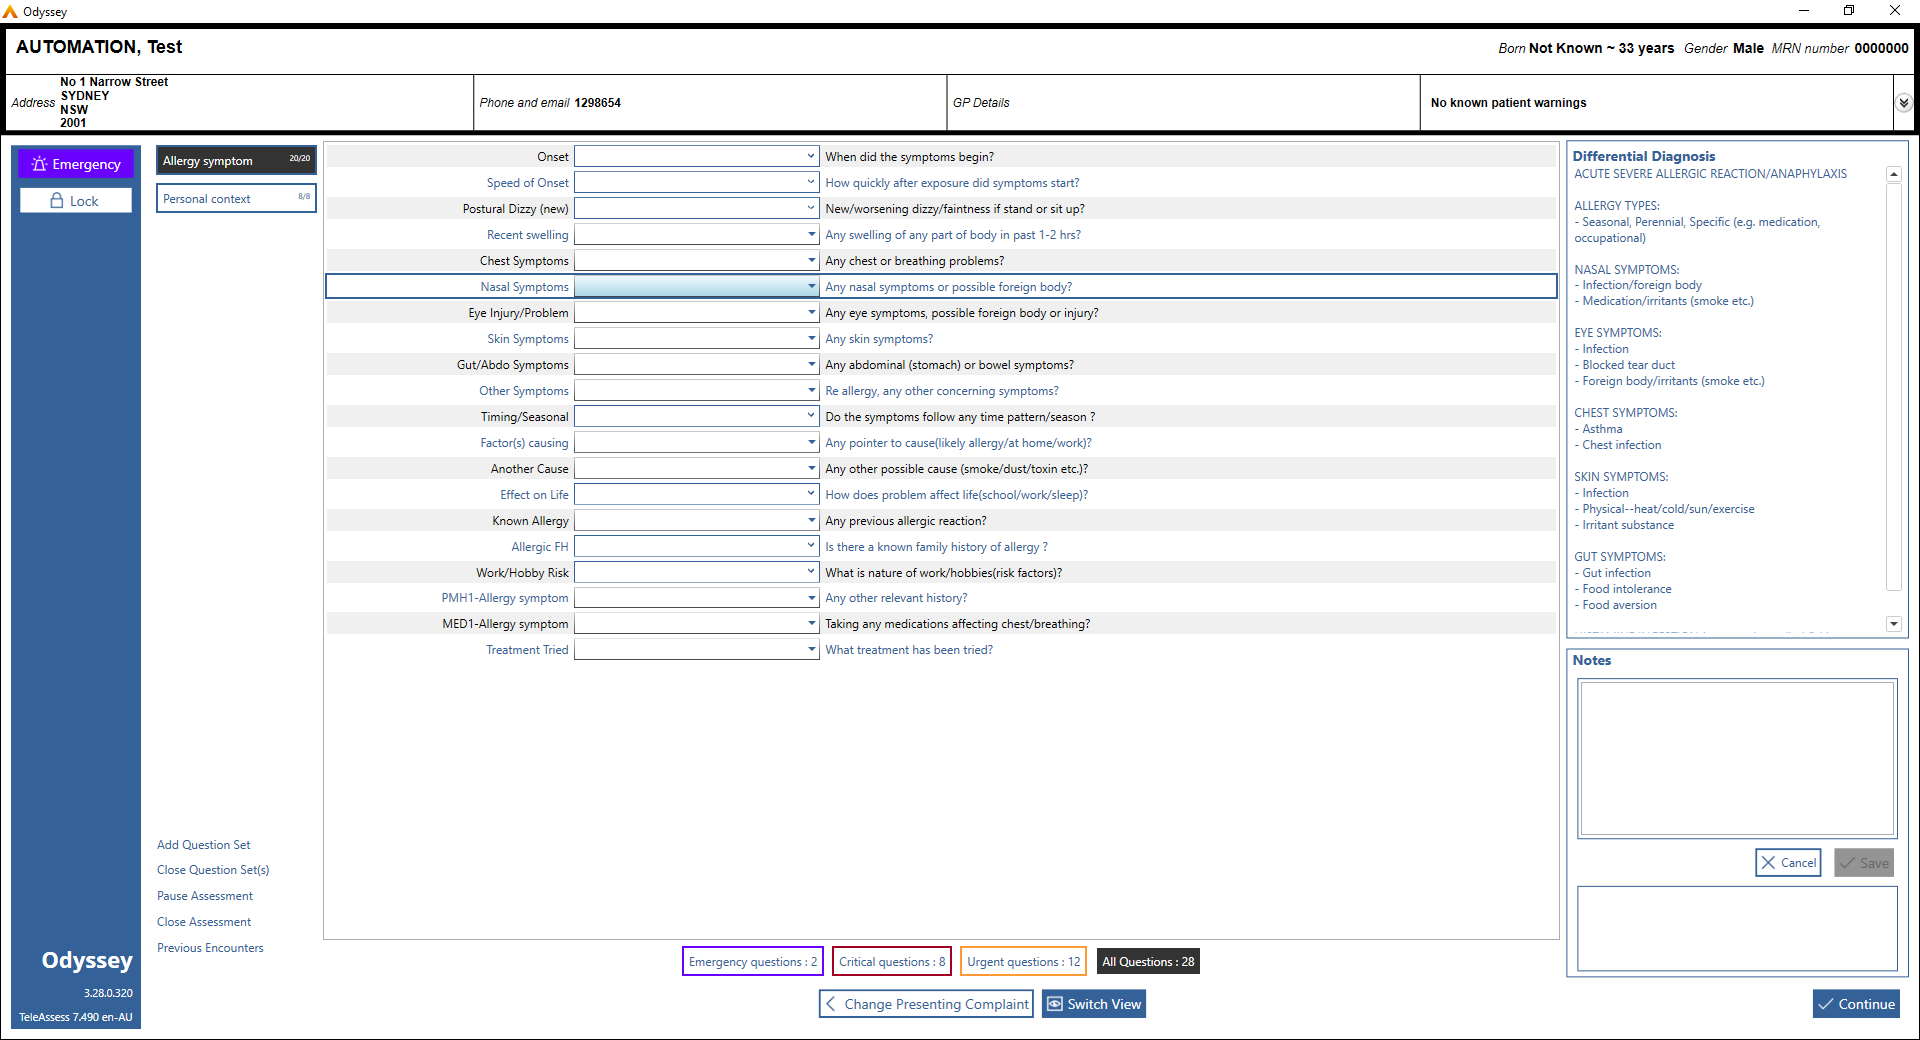 Odyssey
AUTOMATION, Test
Born Not Known ~ 33 years Gender Male MRN number 0000000
Address
No 1 Narrow Street
SYDNEY
NSW
2001
Phone and email 1298654
GP Details
No known patient warnings
Emergency
Lock
Allergy symptom 20/20
Personal context 8/8
Onset When did the symptoms begin?
Speed of Onset How quickly after exposure did symptoms start?
Postural Dizzy (new) New/worsening dizzy/faintness if stand or sit up?
Recent swelling Any swelling of any part of body in past 1-2 hrs?
Chest Symptoms Any chest or breathing problems?
Nasal Symptoms Any nasal symptoms or possible foreign body?
Eye Injury/Problem Any eye symptoms, possible foreign body or injury?
Skin Symptoms Any skin symptoms?
Gut/Abdo Symptoms Any abdominal (stomach) or bowel symptoms?
Other Symptoms Re allergy, any other concerning symptoms?
Timing/Seasonal Do the symptoms follow any time pattern/season ?
Factor(s) causing Any pointer to cause(likely allergy/at home/work)?
Another Cause Any other possible cause (smoke/dust/toxin etc.)?
Effect on Life How does problem affect life(school/work/sleep)?
Known Allergy Any previous allergic reaction?
Allergic FH Is there a known family history of allergy ?
Work/Hobby Risk What is nature of work/hobbies(risk factors)?
PMH1-Allergy symptom Any other relevant history?
MED1-Allergy symptom Taking any medications affecting chest/breathing?
Treatment Tried What treatment has been tried?
Differential Diagnosis
ACUTE SEVERE ALLERGIC REACTION/ANAPHYLAXIS
ALLERGY TYPES:
- Seasonal, Perennial, Specific (e.g. medication,
occupational)
NASAL SYMPTOMS:
- Infection/foreign body
- Medication/irritants (smoke etc.)
EYE SYMPTOMS:
- Infection
- Blocked tear duct
- Foreign body/irritants (smoke etc.)
CHEST SYMPTOMS:
- Asthma
- Chest infection
SKIN SYMPTOMS:
- Infection
- Physical--heat/cold/sun/exercise
- Irritant substance
GUT SYMPTOMS:
- Gut infection
- Food intolerance
- Food aversion
Notes
Cancel
Save
Add Question Set
Close Question Set(s)
Pause Assessment
Close Assessment
Previous Encounters
Odyssey
3.28.0.320
TeleAssess 7.490 en-AU
Emergency questions : 2
Critical questions : 8
Urgent questions : 12
All Questions : 28
Change Presenting Complaint
Switch View
Continue